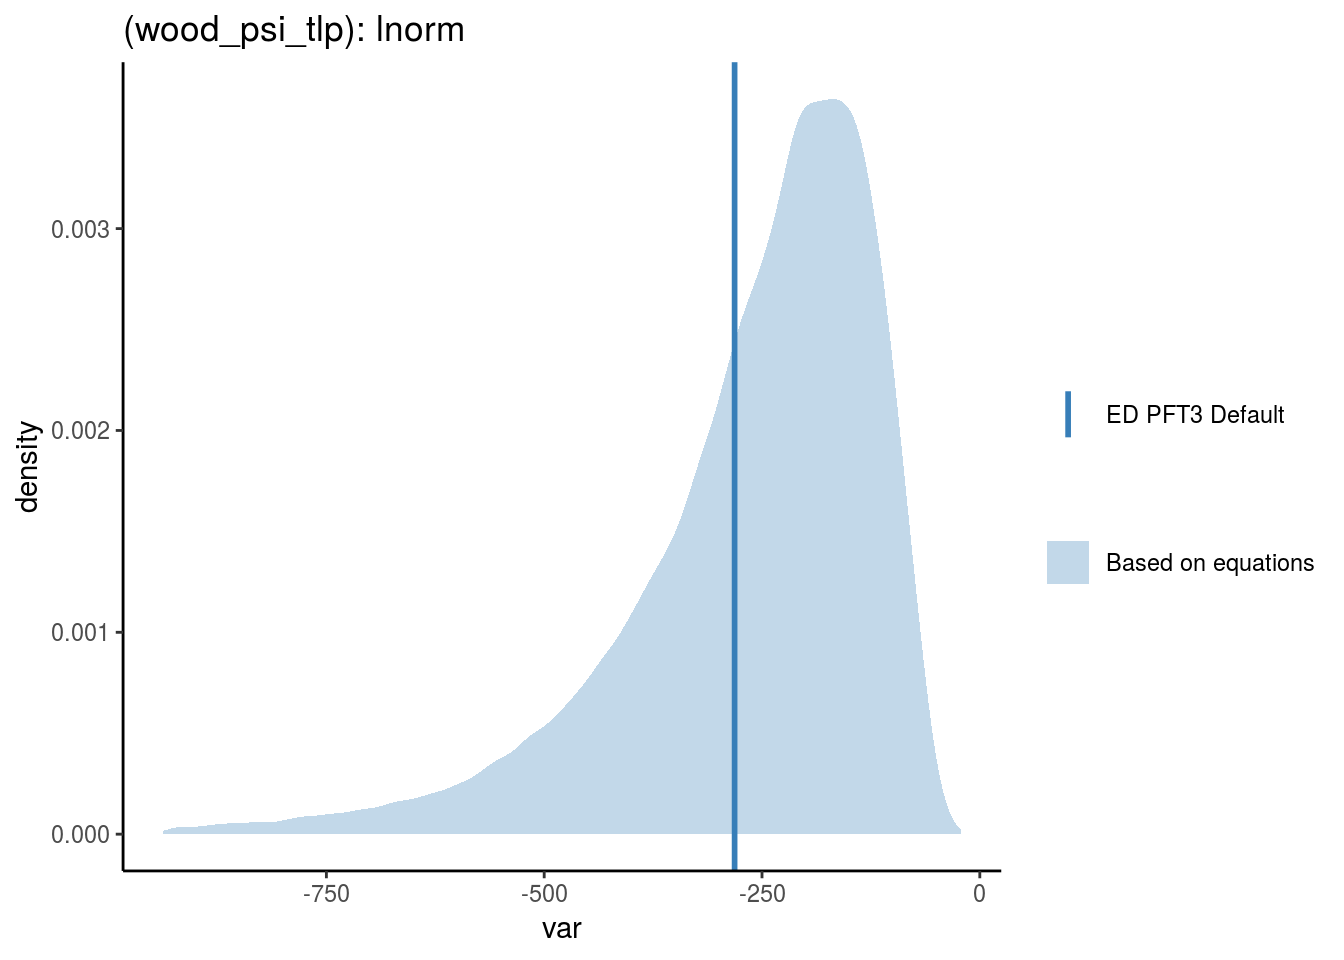 (wood_psi_tlp): lnorm
density
0.003
0.002
0.001
0.000
-750
-500
-250
0
var
ED PFT3 Default
Based on equations